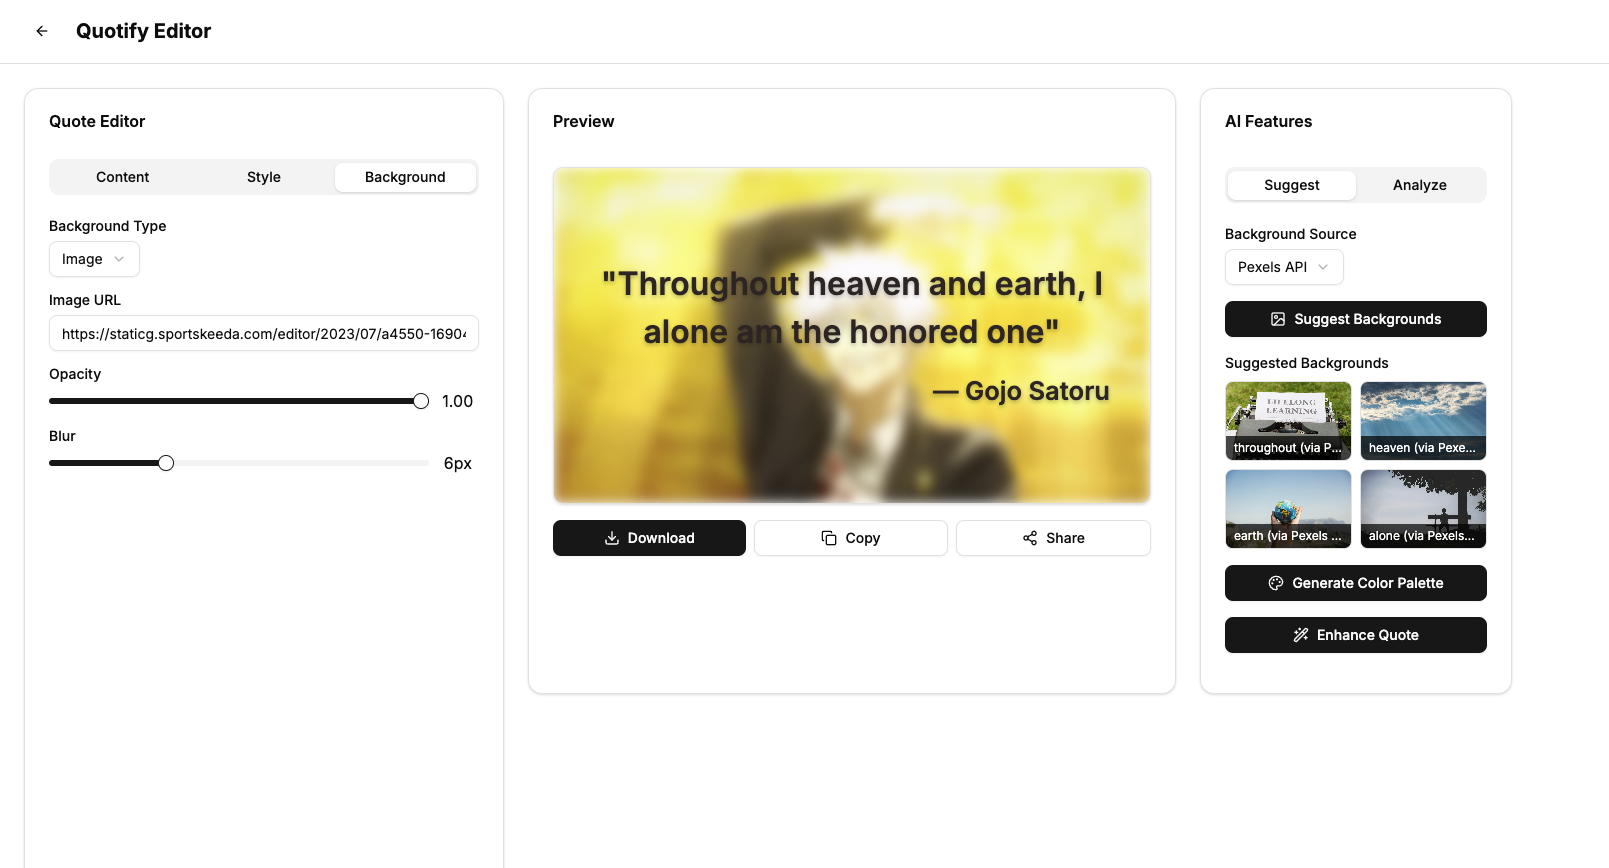 Quotify Editor
Quote Editor
Content
Style
Background
Background Type
Image
Image URL
https://staticg.sportskeeda.com/editor/2023/07/a4550-1690
Opacity
1.00
Blur
6px
Preview
"Throughout heaven and earth, I
alone am the honored one"
— Gojo Satoru
Download
Copy
Share
AI Features
Suggest
Analyze
Background Source
Pexels API
Suggest Backgrounds
Suggested Backgrounds
LIFELONG
LEARNING
throughout (via P...
heaven (via Pexe...
earth (via Pexels ...
alone (via Pexels...
Generate Color Palette
Enhance Quote